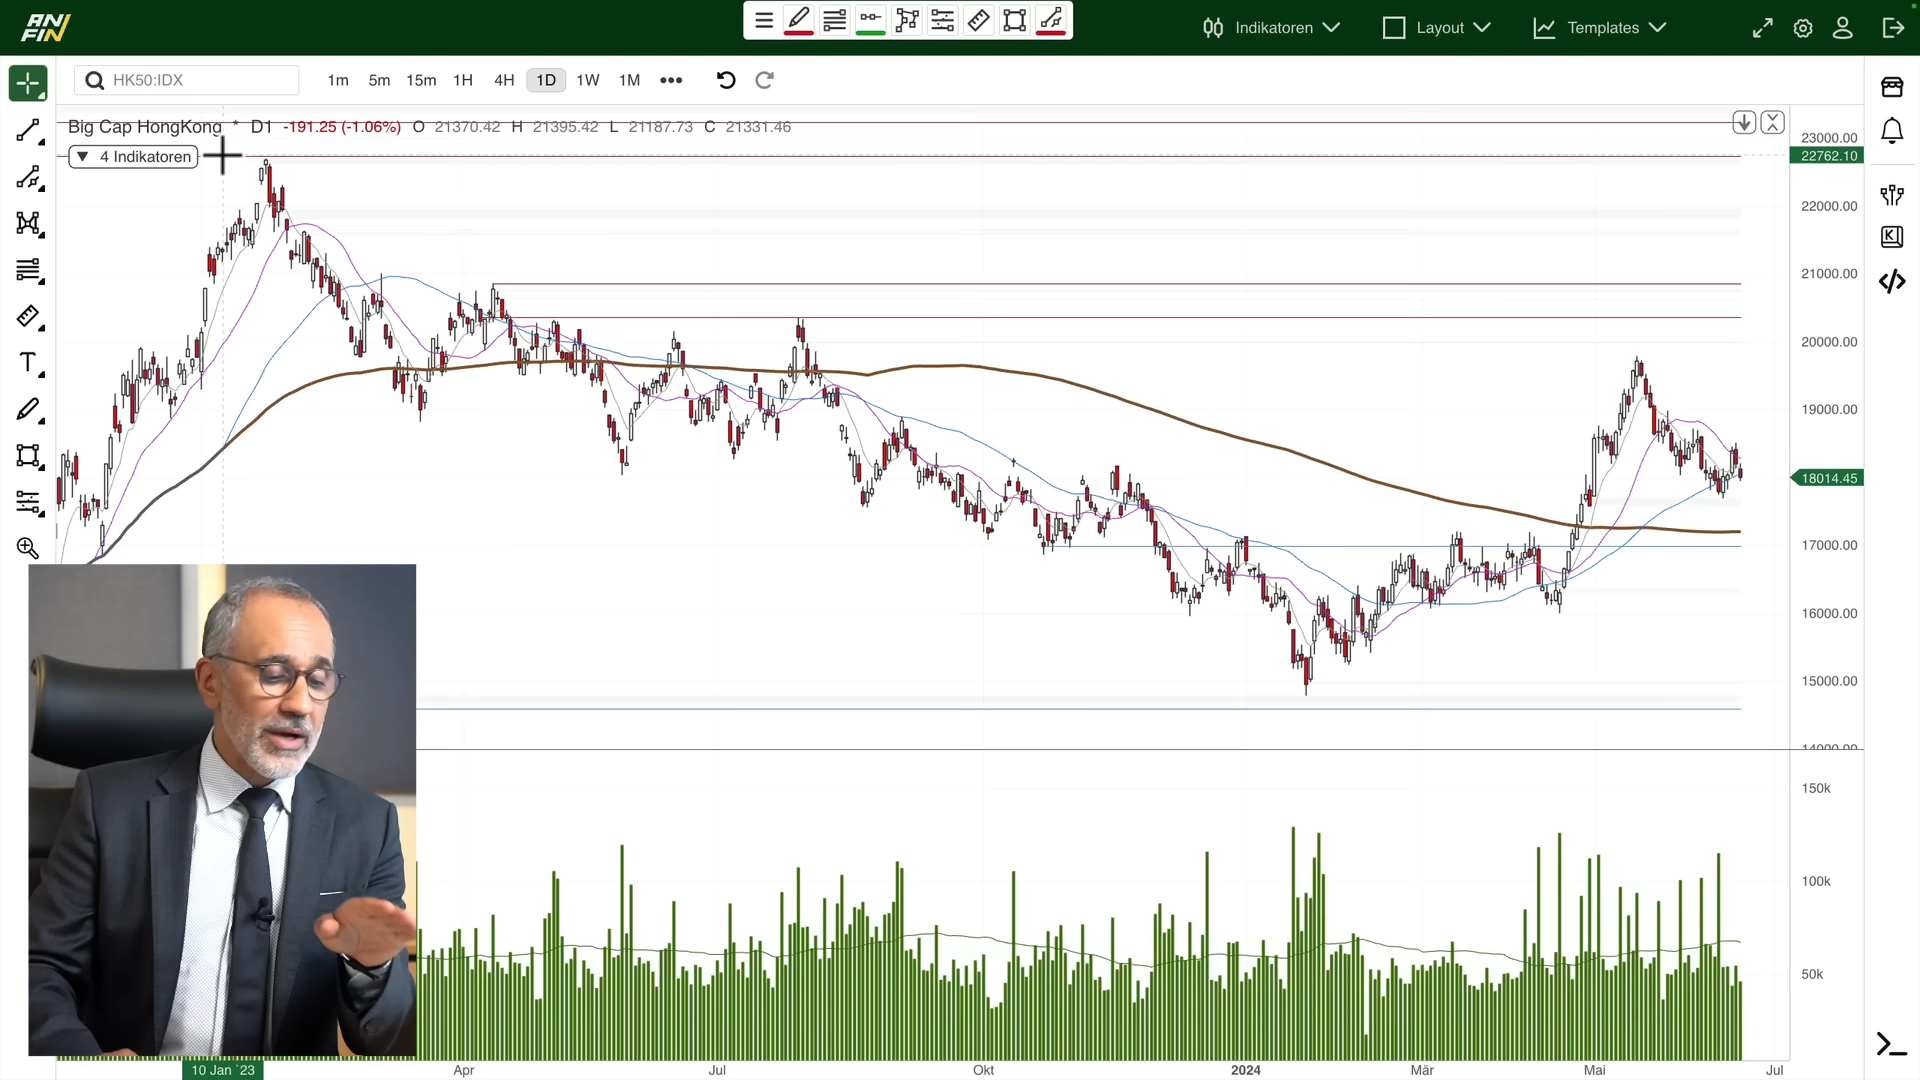 ANFIN
Indikatoren
Layout
Templates
HK50:IDX
1m 5m 15m 1H 4H 1D 1W 1M •••
Big Cap HongKong * D1 -191.25 (-1.06%) O 21370.42 H 21395.42 L 21187.73 C 21331.46
▼ 4 Indikatoren
23000.00
22762.10
22000.00
21000.00
20000.00
19000.00
18014.45
17000.00
16000.00
15000.00
14000.00
150k
100k
50k
10 Jan `23 Apr Jul Okt 2024 Mär Mai Jul